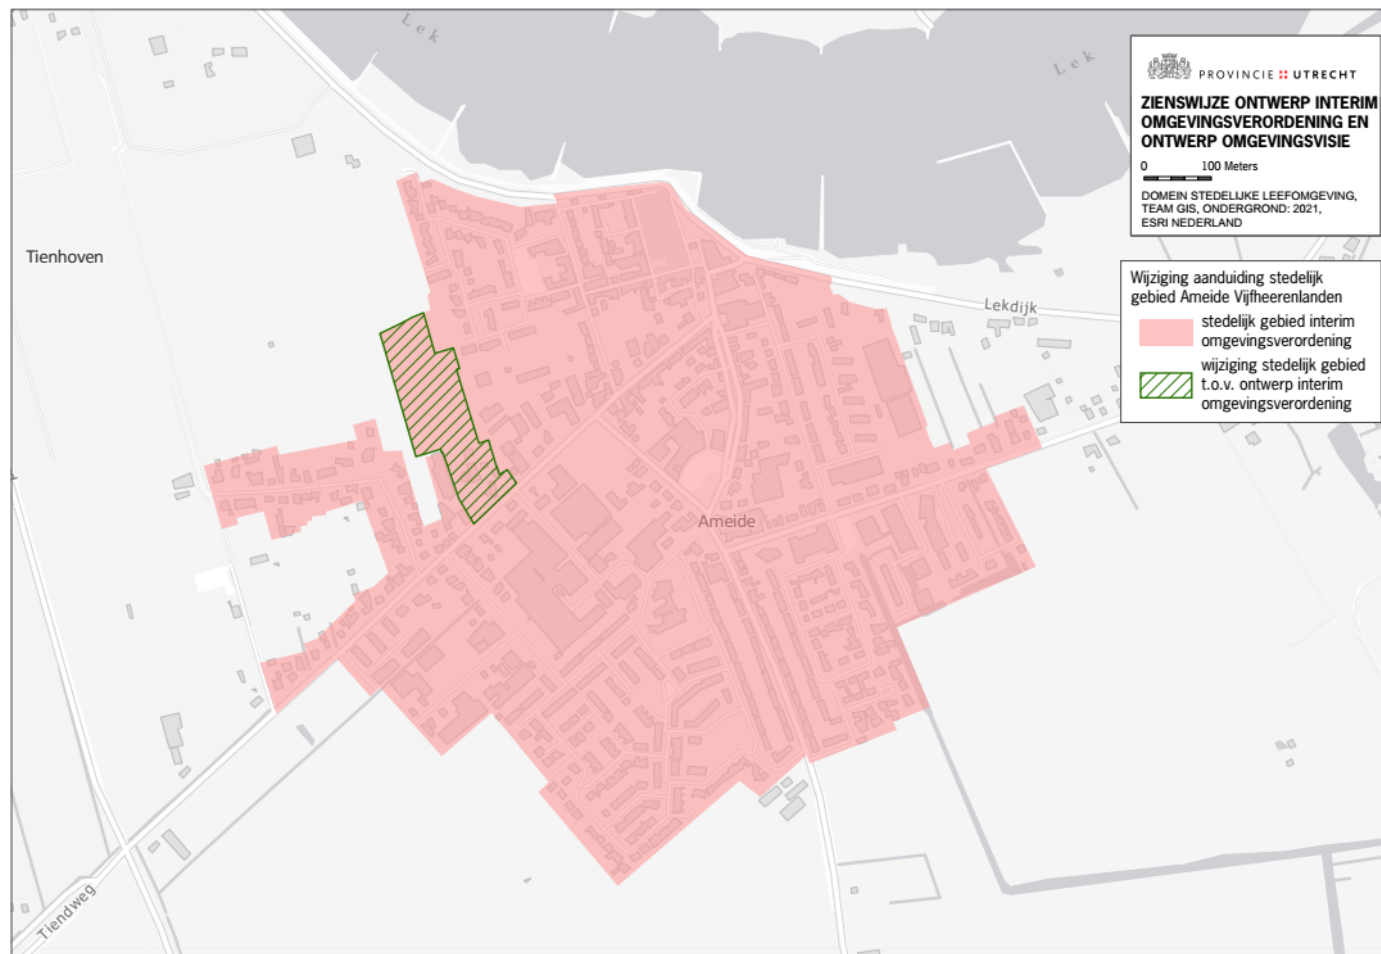 Lek
Lek
PROVINCIE UTRECHT
ZIENSWIJZE ONTWERP INTERIM
OMGEVINGSVERORDENING EN
ONTWERP OMGEVINGSVISIE
0 100 Meters
DOMEIN STEDELIJKE LEEFOMGEVING,
TEAM GIS, ONDERGROND: 2021,
ESRI NEDERLAND
Tienhoven
Wijziging aanduiding stedelijk
gebied Ameide Vijfheerenlanden
stedelijk gebied interim
omgevingsverordening
wijziging stedelijk gebied
t.o.v. ontwerp interim
omgevingsverordening
Lekdijk
Ameide
Tiendweg